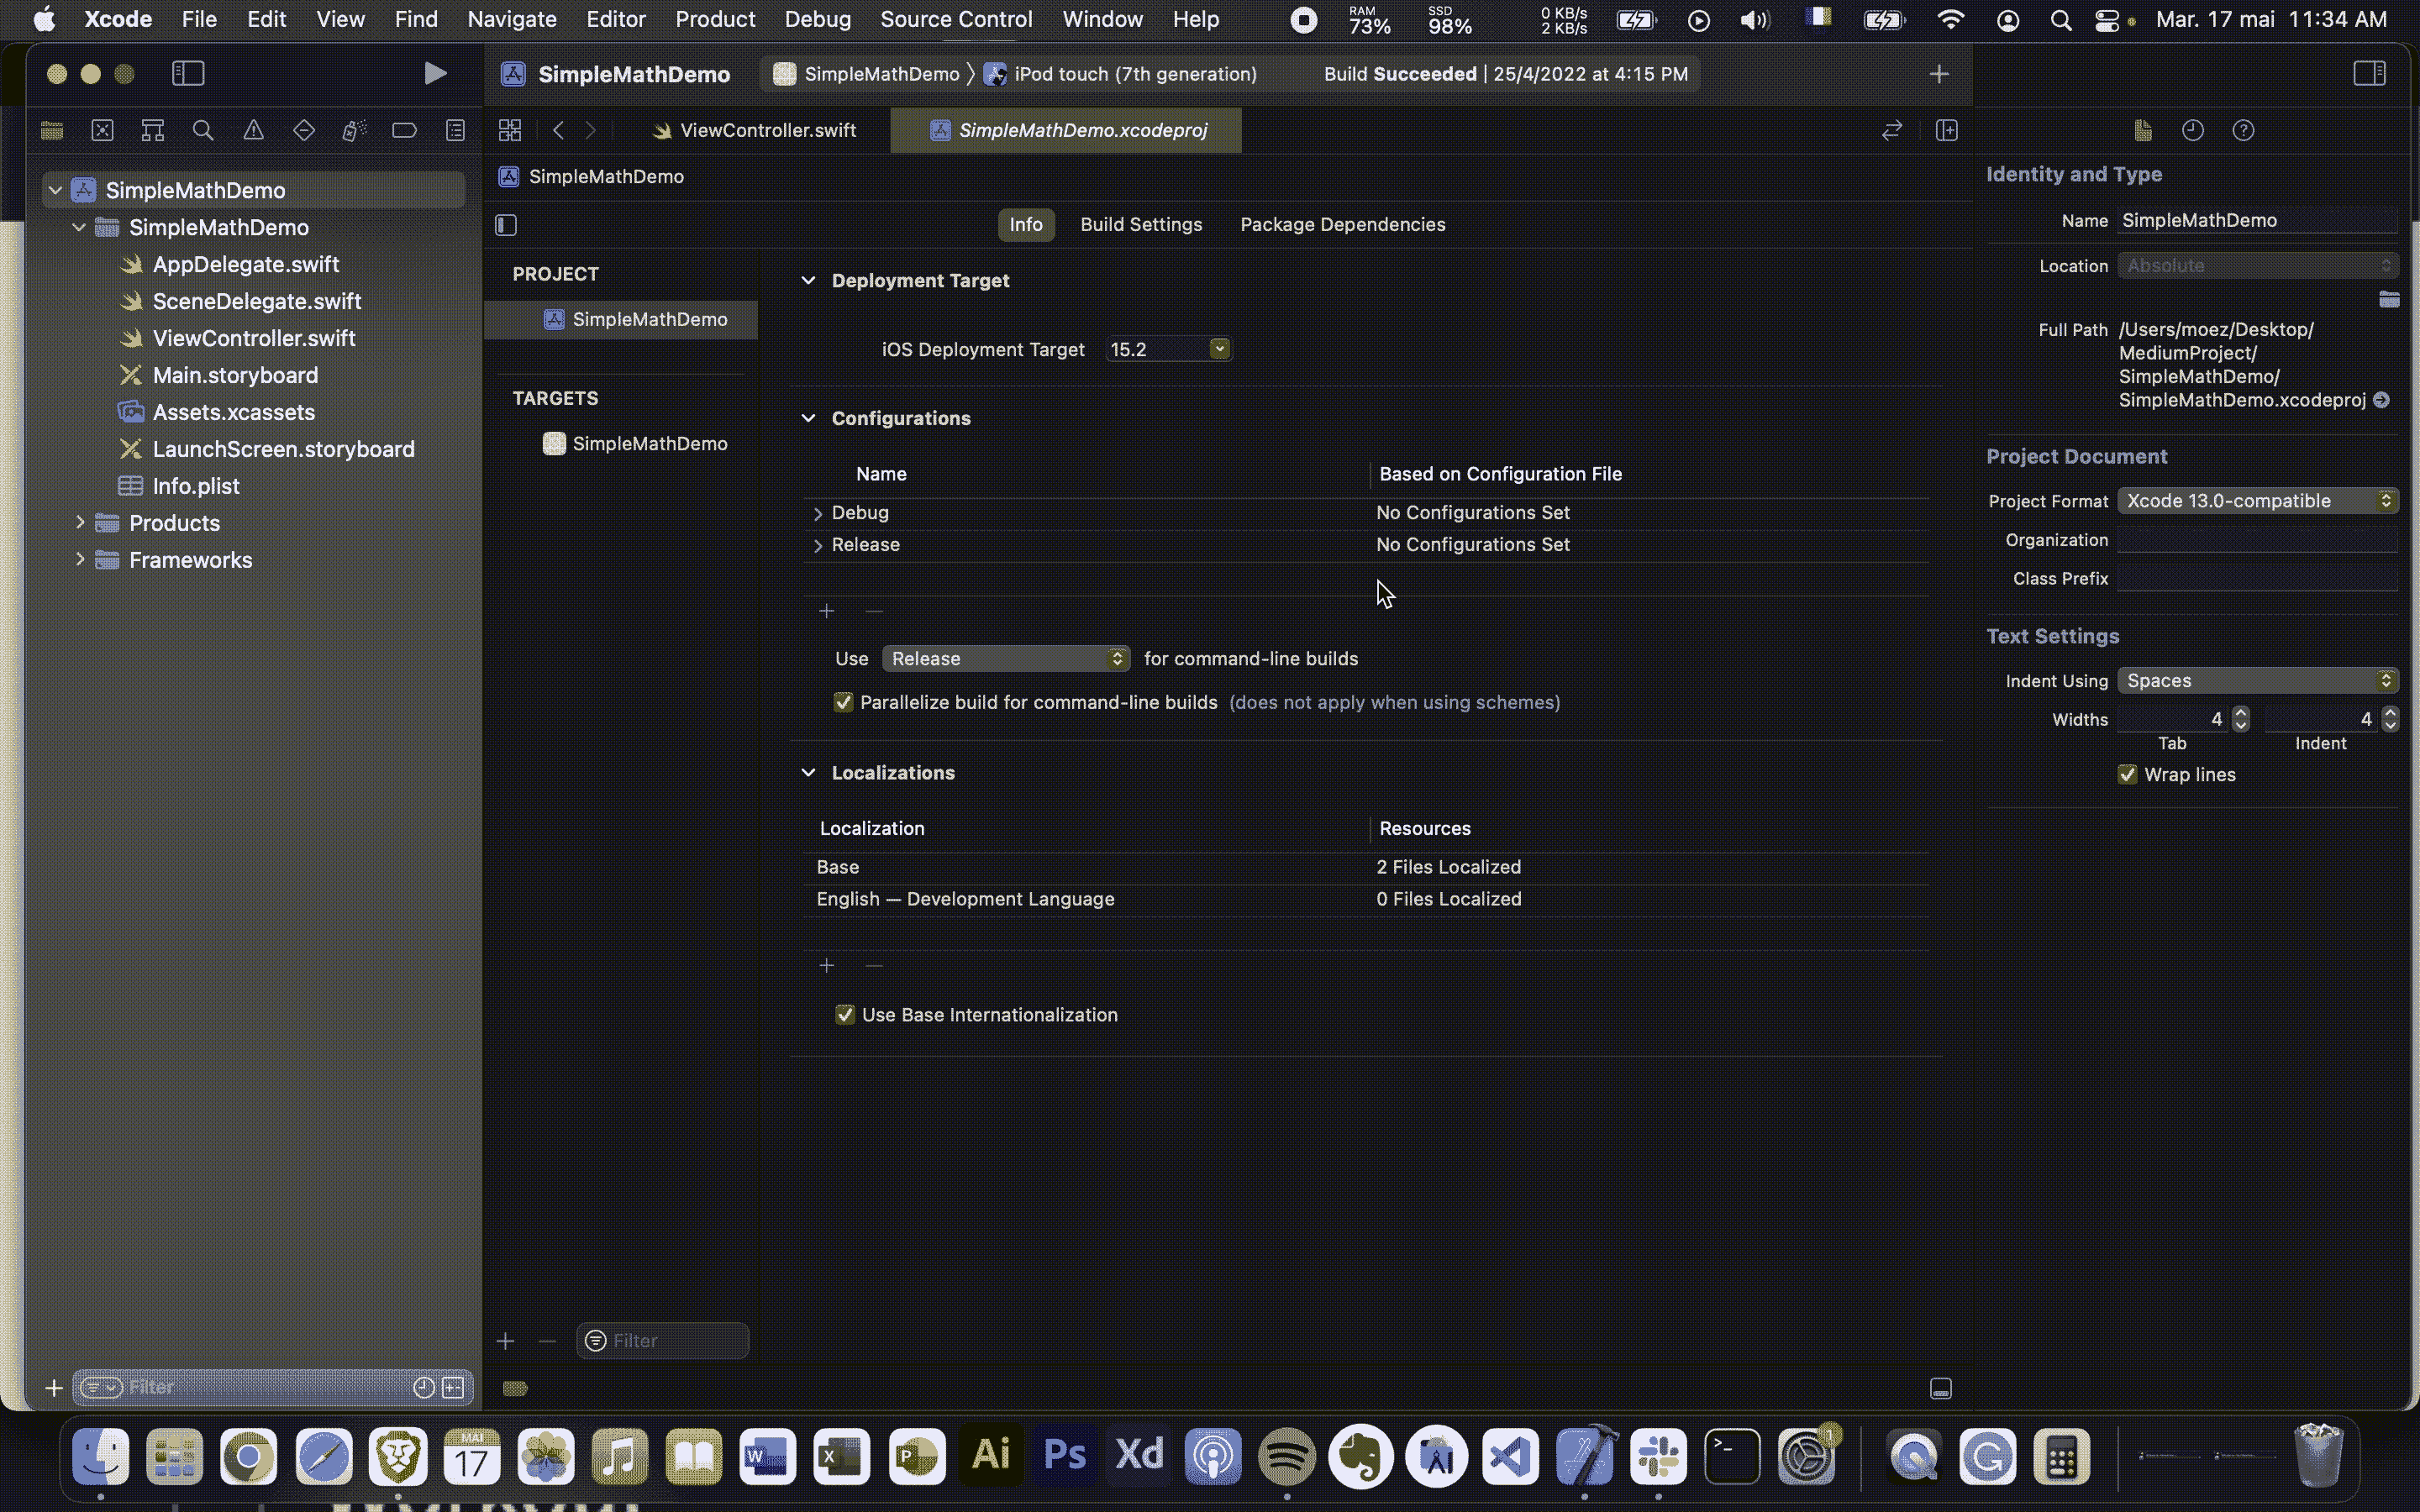 Xcode File Edit View Find Navigate Editor Product Debug Source Control Window Help RAM 73% SSD 98% 0 KB/s 2 KB/s Mar. 17 mai 11:34 AM
SimpleMathDemo SimpleMathDemo iPod touch (7th generation) Build Succeeded | 25/4/2022 at 4:15 PM
ViewController.swift SimpleMathDemo.xcodeproj
SimpleMathDemo
SimpleMathDemo
SimpleMathDemo
AppDelegate.swift
SceneDelegate.swift
ViewController.swift
Main.storyboard
Assets.xcassets
LaunchScreen.storyboard
Info.plist
Products
Frameworks
Filter
SimpleMathDemo
Info Build Settings Package Dependencies
PROJECT
SimpleMathDemo
TARGETS
SimpleMathDemo
Filter
Deployment Target
iOS Deployment Target 15.2
Configurations
Name Based on Configuration File
Debug No Configurations Set
Release No Configurations Set
Use Release for command-line builds
Parallelize build for command-line builds (does not apply when using schemes)
Localizations
Localization Resources
Base 2 Files Localized
English — Development Language 0 Files Localized
Use Base Internationalization
Identity and Type
Name SimpleMathDemo
Location Absolute
Full Path /Users/moez/Desktop/
MediumProject/
SimpleMathDemo/
SimpleMathDemo.xcodeproj
Project Document
Project Format Xcode 13.0-compatible
Organization
Class Prefix
Text Settings
Indent Using Spaces
Widths 4 4
Tab Indent
Wrap lines
MAI
17
W X P Ai Ps Xd 1